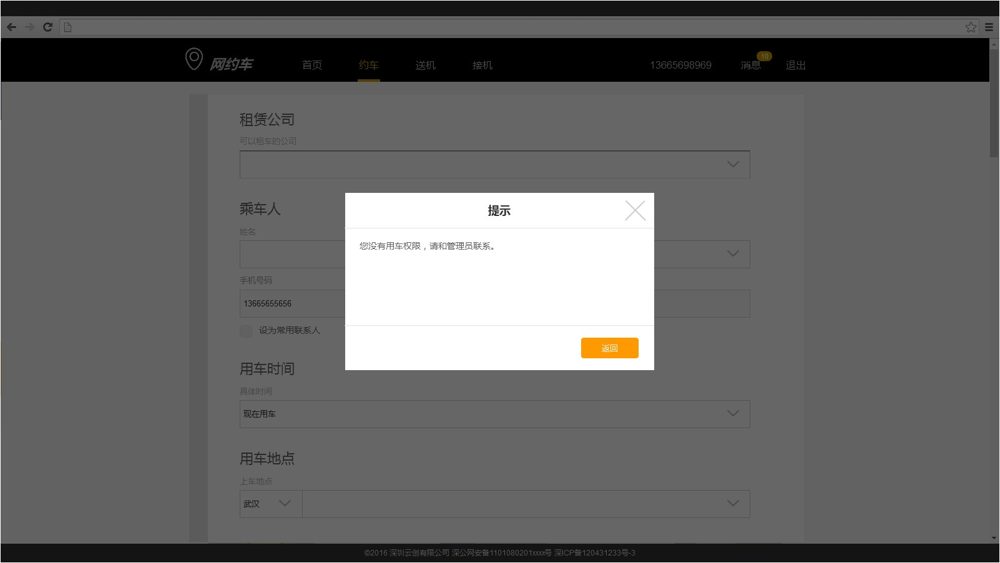 网约车
首页 约车 送机 接机 13665698969 消息 10 退出
租赁公司
可以租车的公司
乘车人
姓名
手机号码
13665655656
设为常用联系人
提示
您没有用车权限，请和管理员联系。
返回
用车时间
具体时间
现在用车
用车地点
上车地点
武汉
©2016 深圳云创有限公司 深公网安备1101080201xxxx号 深ICP备120431233号-3